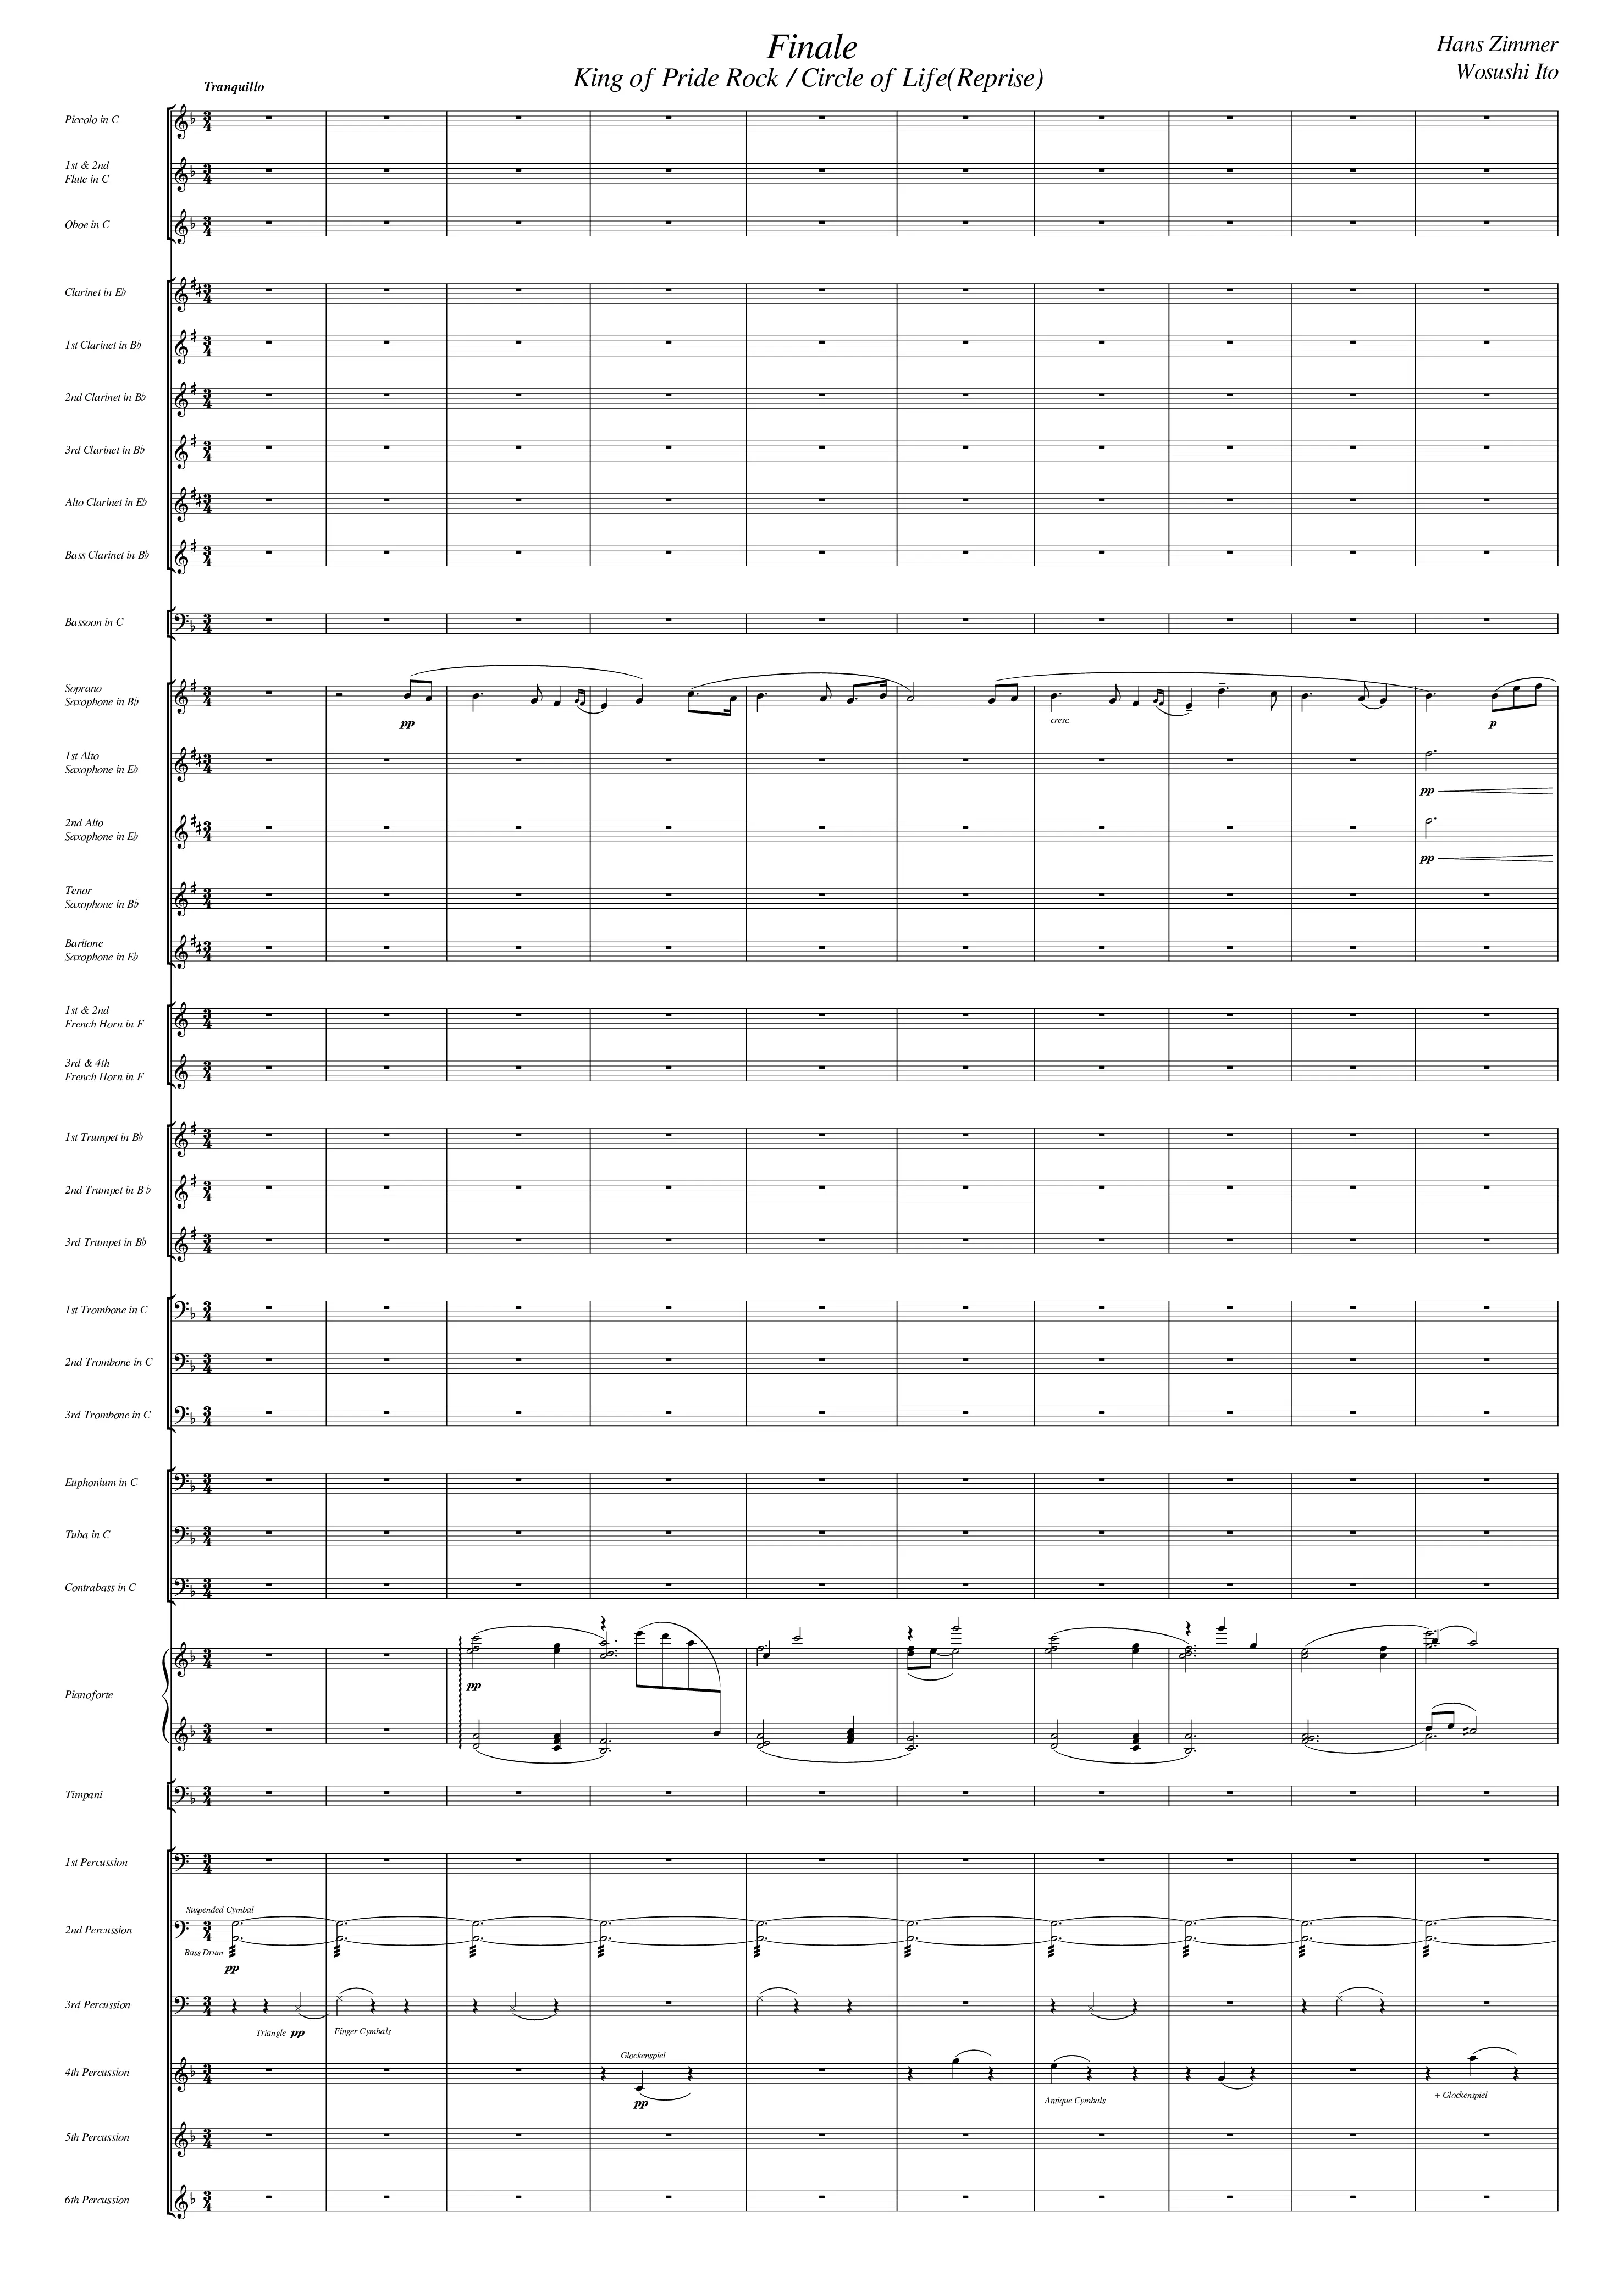 Finale
King of Pride Rock / Circle of Life(Reprise)
Hans Zimmer
Wosushi Ito
Tranquillo
Piccolo in C
1st & 2nd
Flute in C
Oboe in C
Clarinet in E♭
1st Clarinet in B♭
2nd Clarinet in B♭
3rd Clarinet in B♭
Alto Clarinet in E♭
Bass Clarinet in B♭
Bassoon in C
Soprano
Saxophone in B♭
pp
cresc.
p
1st Alto
Saxophone in E♭
pp
2nd Alto
Saxophone in E♭
pp
Tenor
Saxophone in B♭
Baritone
Saxophone in E♭
1st & 2nd
French Horn in F
3rd & 4th
French Horn in F
1st Trumpet in B♭
2nd Trumpet in B♭
3rd Trumpet in B♭
1st Trombone in C
2nd Trombone in C
3rd Trombone in C
Euphonium in C
Tuba in C
Contrabass in C
Pianoforte
pp
Timpani
1st Percussion
Suspended Cymbal
2nd Percussion
Bass Drum
pp
3rd Percussion
Triangle pp
Finger Cymbals
Glockenspiel
4th Percussion
pp
Antique Cymbals
+ Glockenspiel
5th Percussion
6th Percussion